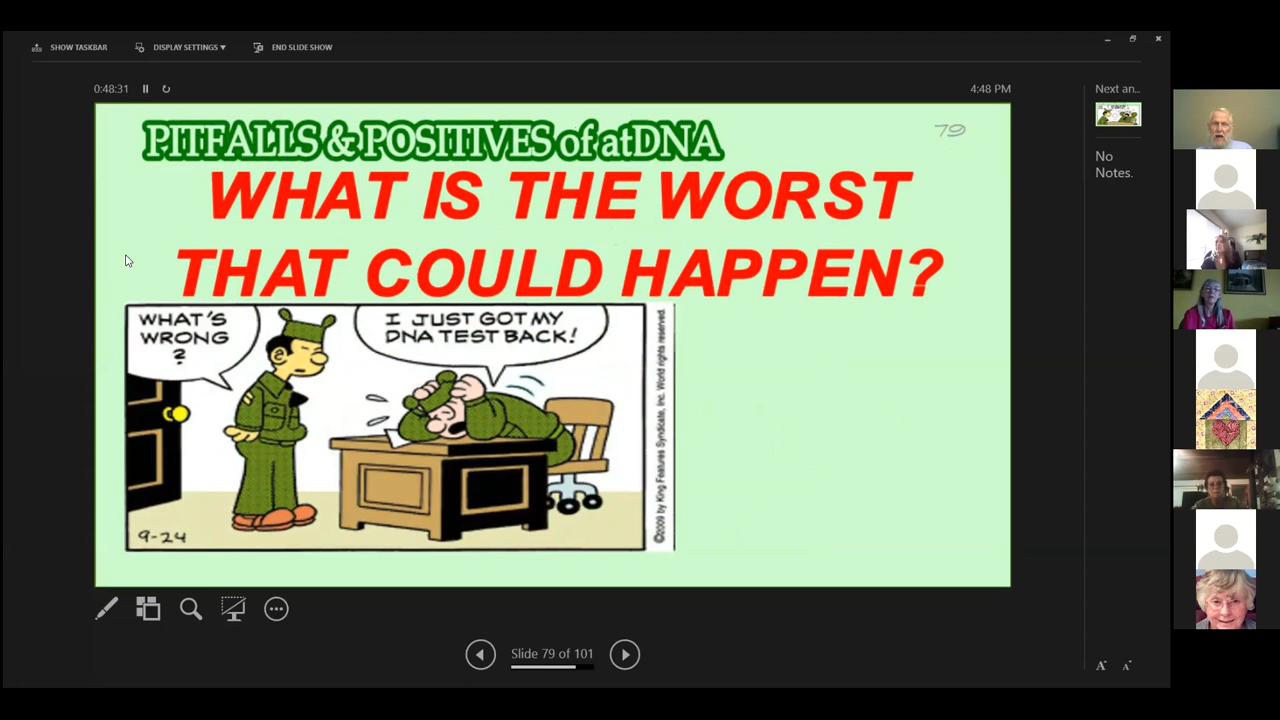 SHOW TASKBAR
DISPLAY SETTINGS ▾
END SLIDE SHOW
0:48:31
4:48 PM
Next an..
PITFALLS & POSITIVES of atDNA
79
WHAT IS THE WORST
THAT COULD HAPPEN?
WHAT'S
WRONG
?
I JUST GOT MY
DNA TEST BACK!
9-24
©2009 by King Features Syndicate, Inc. World rights reserved.
No
Notes.
Slide 79 of 101
A
A